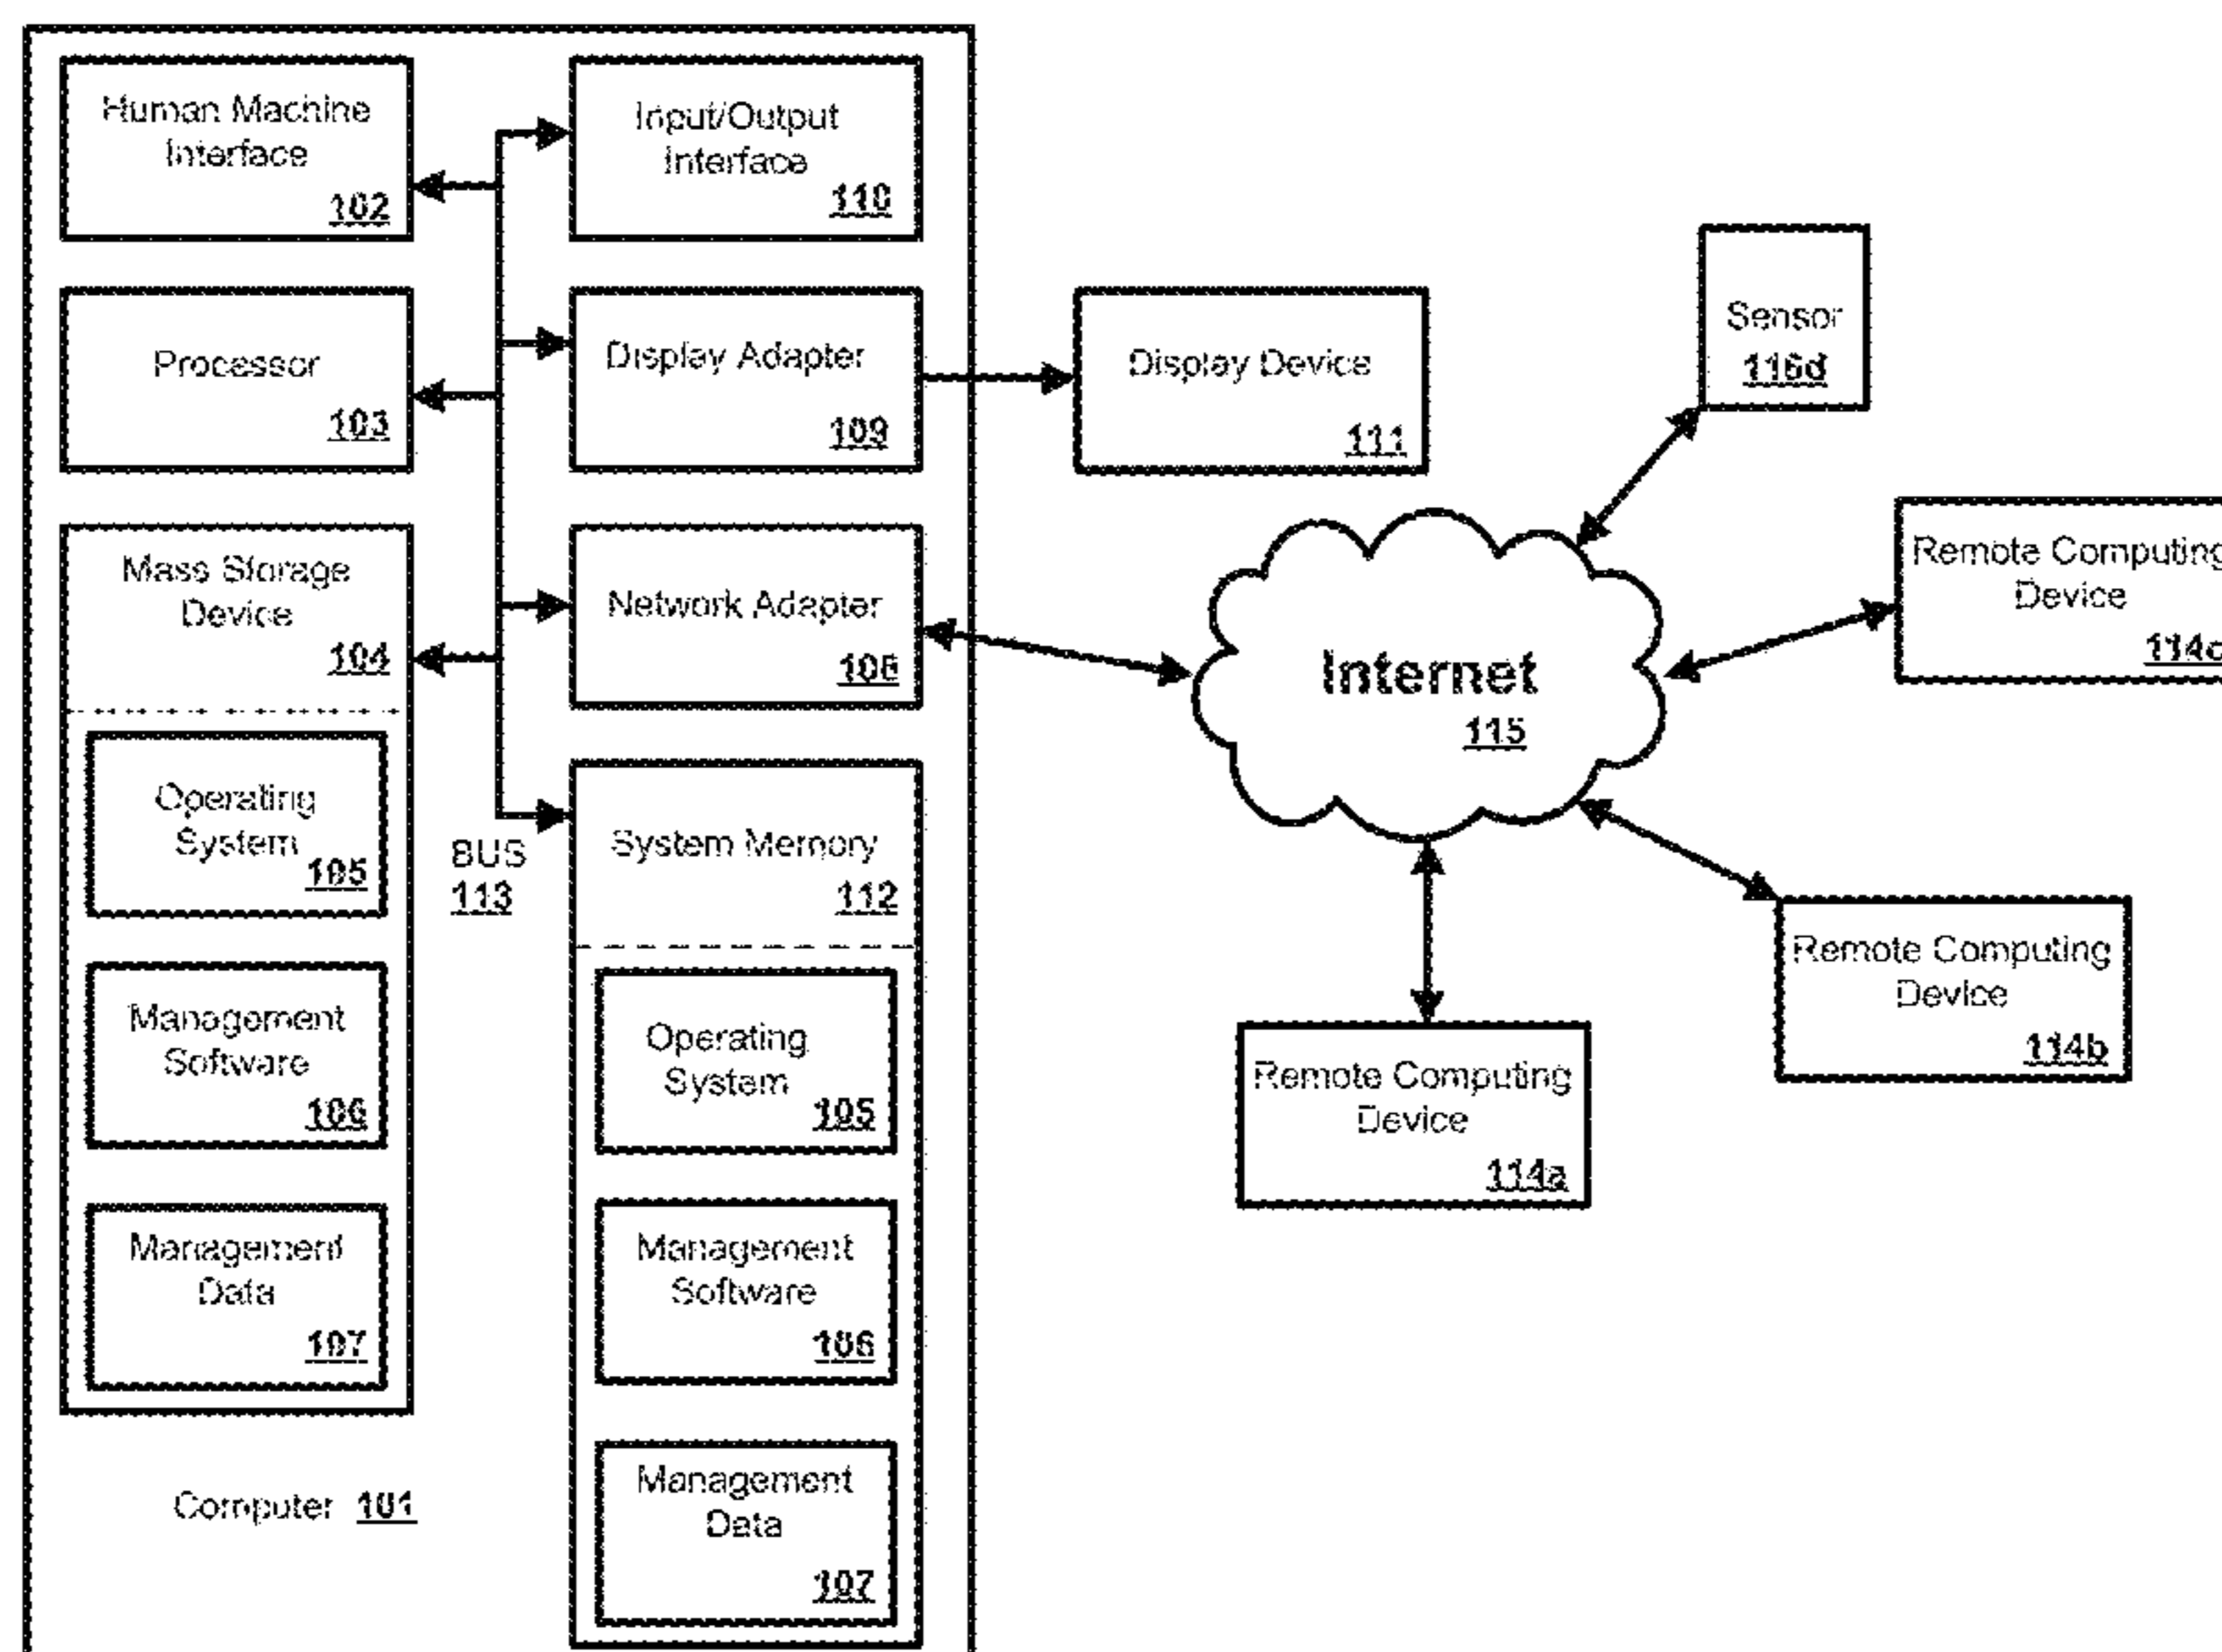 Human Machine
Interface
102
Input/Output
Interface
110
Processor
103
Display Adapter
109
Display Device
111
Sensor
116d
Mass Storage
Device
104
Network Adapter
Internet
115
Remote Computing
Device
114c
Operating
System
105
BUS
113
System Memory
112
Remote Computing
Device
114b
Management
Software
106
Operating
System
105
Remote Computing
Device
114a
Management
Data
107
Management
Software
106
Management
Data
107
Computer 101